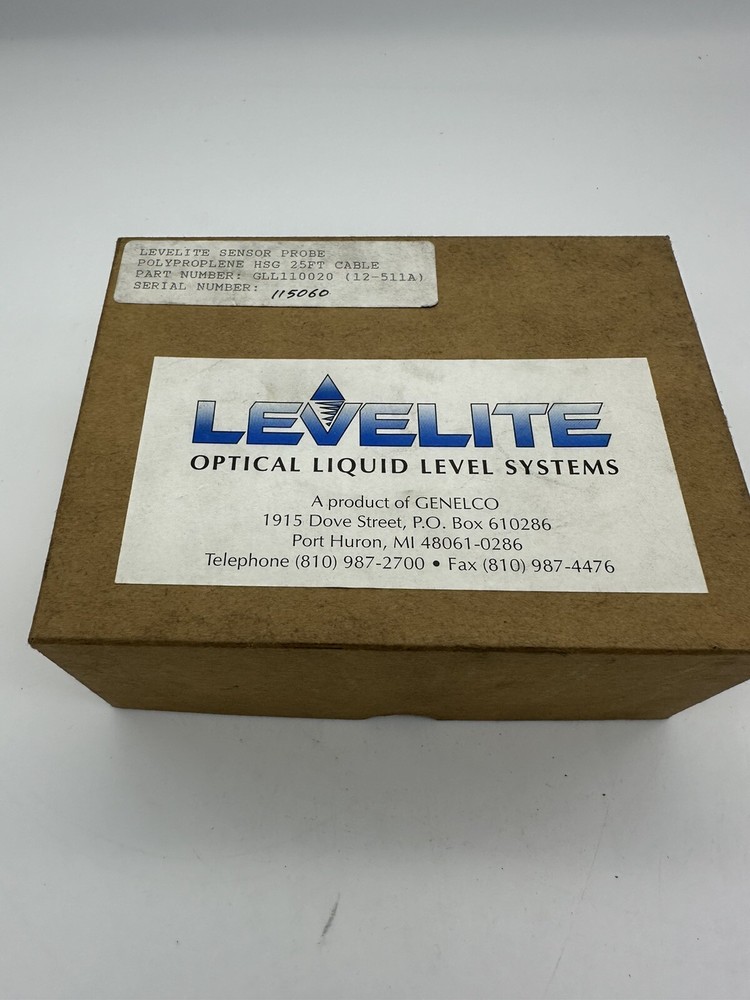 LEVELITE SENSOR PROBE
POLYPROPLENE HSG 25FT CABLE
PART NUMBER: GLL110020 (12-511A)
SERIAL NUMBER: 115060
LEVELITE
OPTICAL LIQUID LEVEL SYSTEMS
A product of GENELCO
1915 Dove Street, P.O. Box 610286
Port Huron, MI 48061-0286
Telephone (810) 987-2700 • Fax (810) 987-4476